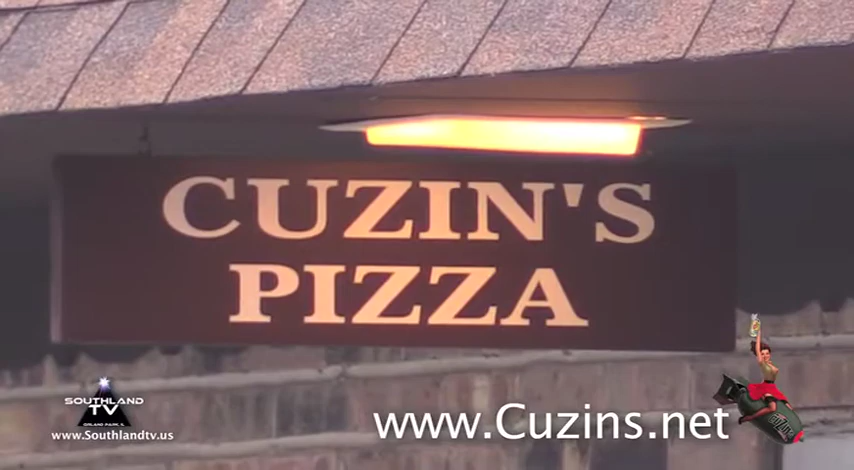 CUZIN'S
PIZZA
SOUTHLAND
TV
ORLAND PARK, IL
www.Southlandtv.us
www.Cuzins.net